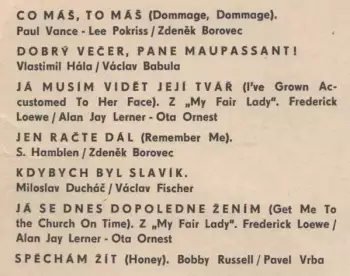 CO MÁŠ, TO MÁŠ (Dommage, Dommage).
Paul Vance - Lee Pokriss / Zdeněk Borovec
DOBRÝ VEČER, PANE MAUPASSANT!
Vlastimil Hála / Václav Babula
JÁ MUSÍM VIDĚT JEJÍ TVÁŘ (I've Grown Ac-
customed To Her Face). Z „My Fair Lady". Frederick
Loewe / Alan Jay Lerner - Ota Ornest
JEN RAČTE DÁL (Remember Me).
S. Hamblen / Zdeněk Borovec
KDYBYCH BYL SLAVÍK.
Miloslav Ducháč / Václav Fischer
JÁ SE DNES DOPOLEDNE ŽENÍM (Get Me To
the Church On Time). Z „My Fair Lady". Frederick Loewe /
Alan Jay Lerner - Ota Ornest
SPĚCHÁM ŽÍT (Honey). Bobby Russell / Pavel Vrba